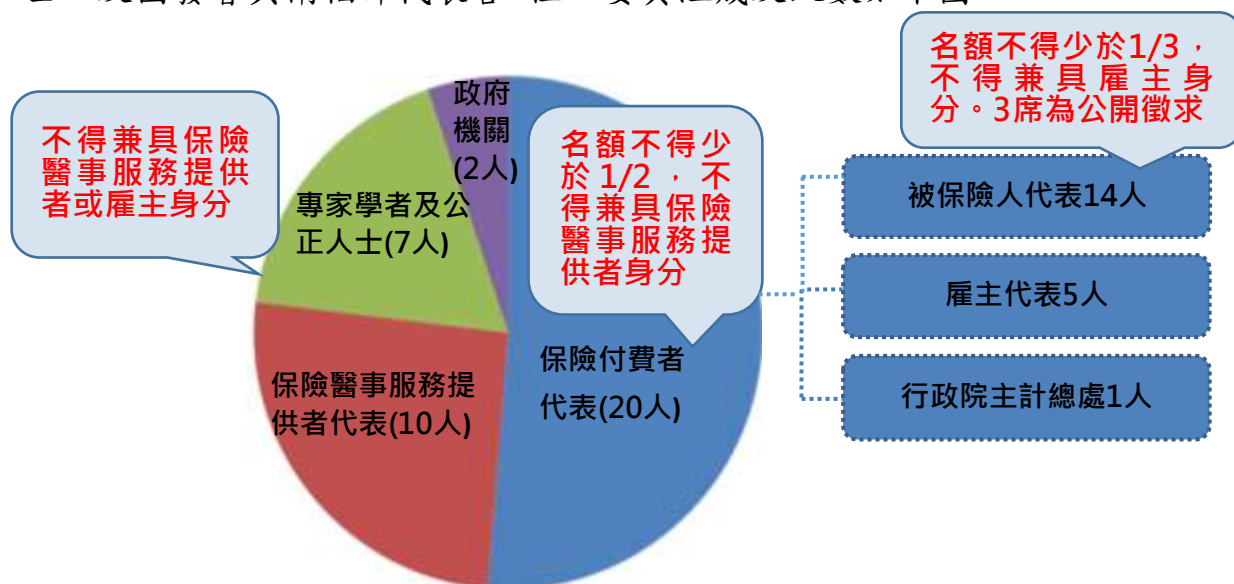 名額不得少於1/3，
不得兼具雇主身
分。3席為公開徵求
政府
機關
(2人)
不得兼具保險
醫事服務提供
者或雇主身分
名額不得少
於1/2，不
得兼具保險
醫事服務提
供者身分
專家學者及公
正人士(7人)
被保險人代表14人
雇主代表5人
保險付費者
代表(20人)
保險醫事服務提
供者代表(10人)
行政院主計總處1人